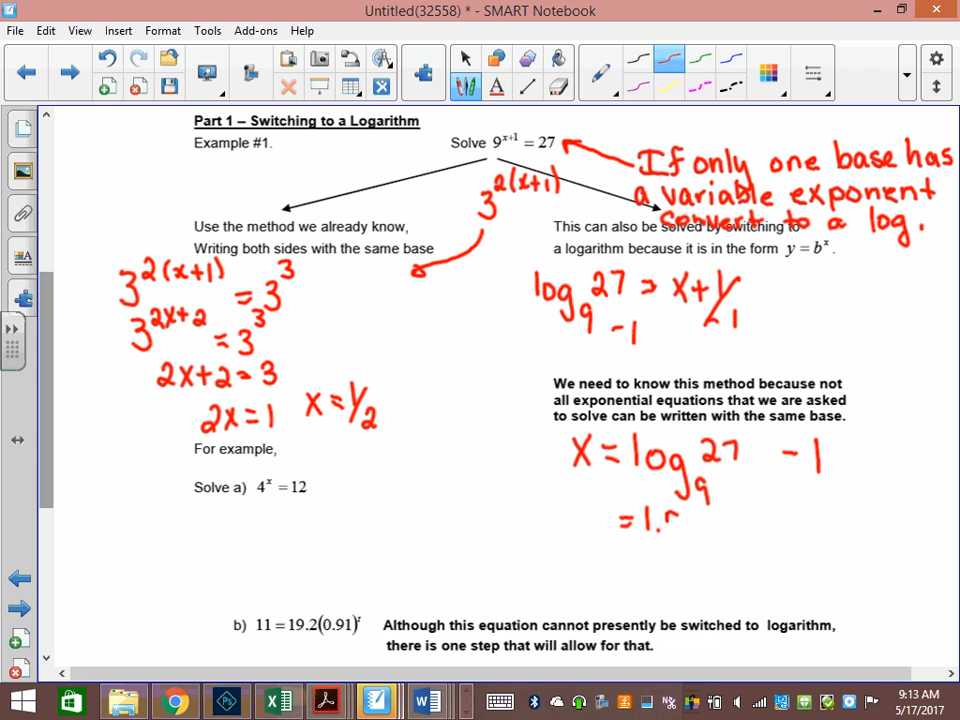 Untitled(32558) * - SMART Notebook
File Edit View Insert Format Tools Add-ons Help
Part 1 – Switching to a Logarithm
Example #1.
Solve 9^{x+1} = 27
If only one base has
a variable exponent
convert to a log.
3^{2(x+1)}
Use the method we already know,
Writing both sides with the same base
This can also be solved by switching to
a logarithm because it is in the form y = b^x.
3^{2(x+1)} = 3^3
3^{2x+2} = 3^3
2x+2=3
2x=1 x=1/2
log_9 27 = x+1
-1 -1
We need to know this method because not
all exponential equations that we are asked
to solve can be written with the same base.
x = log_9 27 - 1
= 1.
For example,
Solve a) 4^x = 12
b) 11 = 19.2(0.91)^t
Although this equation cannot presently be switched to logarithm,
there is one step that will allow for that.
9:13 AM
5/17/2017